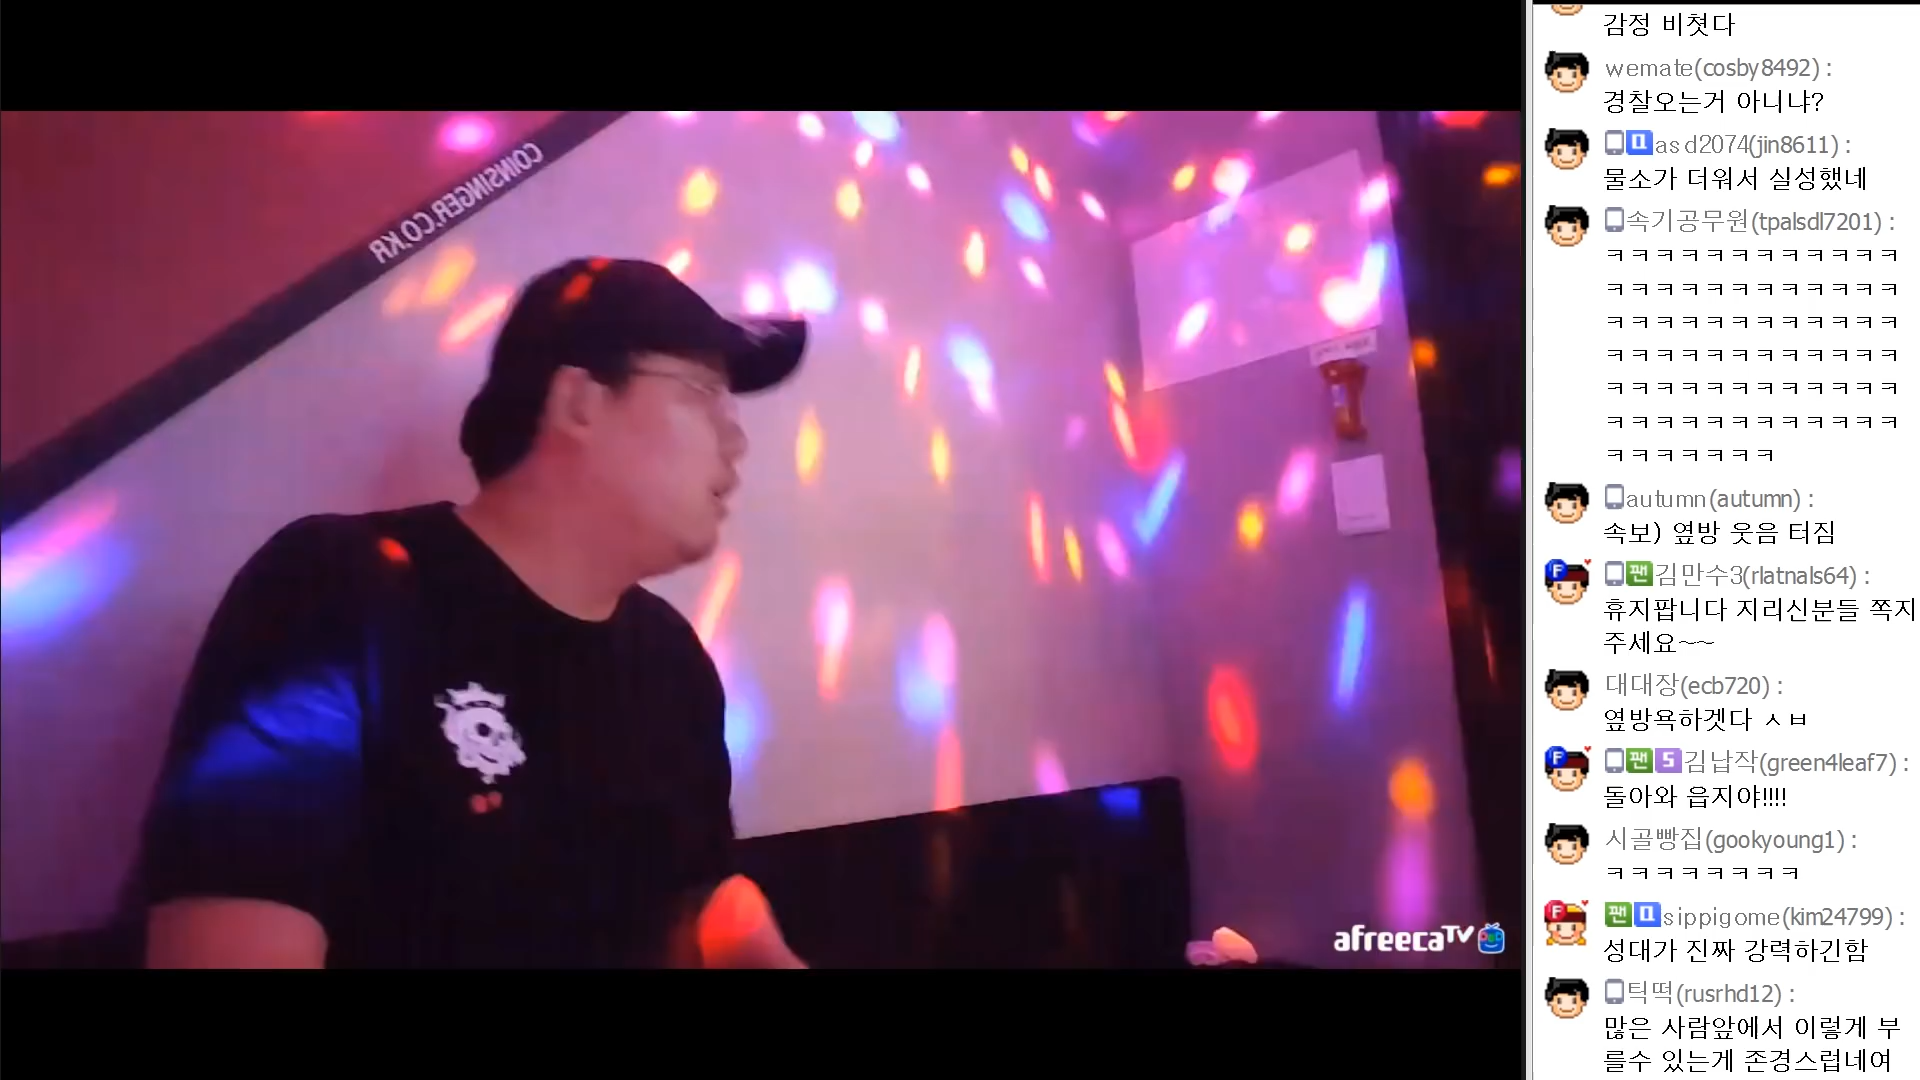 COINSINGER.CO.KR
afreecaTV
감정 비쳣다
wemate(cosby8492) :
경찰오는거 아니냐?
asd2074(jin8611) :
물소가 더워서 실성했네
속기공무원(tpalsdl7201) :
ㅋㅋㅋㅋㅋㅋㅋㅋㅋㅋㅋㅋ
ㅋㅋㅋㅋㅋㅋㅋㅋㅋㅋㅋㅋ
ㅋㅋㅋㅋㅋㅋㅋㅋㅋㅋㅋㅋ
ㅋㅋㅋㅋㅋㅋㅋㅋㅋㅋㅋㅋ
ㅋㅋㅋㅋㅋㅋㅋㅋㅋㅋㅋㅋ
ㅋㅋㅋㅋㅋㅋㅋㅋㅋㅋㅋㅋ
ㅋㅋㅋㅋㅋㅋㅋ
autumn(autumn) :
속보) 옆방 웃음 터짐
팬 김만수3(rlatnals64) :
휴지팝니다 지리신분들 쪽지
주세요~~
대대장(ecb720) :
옆방욕하겟다 ㅅㅂ
팬 S 김납작(green4leaf7) :
돌아와 읍지야!!!!
시골빵집(gookyoung1) :
ㅋㅋㅋㅋㅋㅋㅋㅋ
팬 sippigome(kim24799) :
성대가 진짜 강력하긴함
틱떡(rusrhd12) :
많은 사람앞에서 이렇게 부
를수 있는게 존경스럽네여